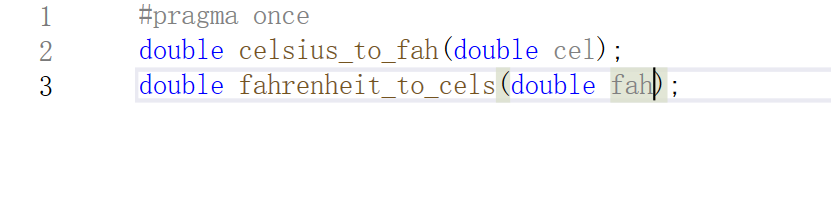 1 #pragma once
2 double celsius_to_fah(double cel);
3 double fahrenheit_to_cels(double fah);